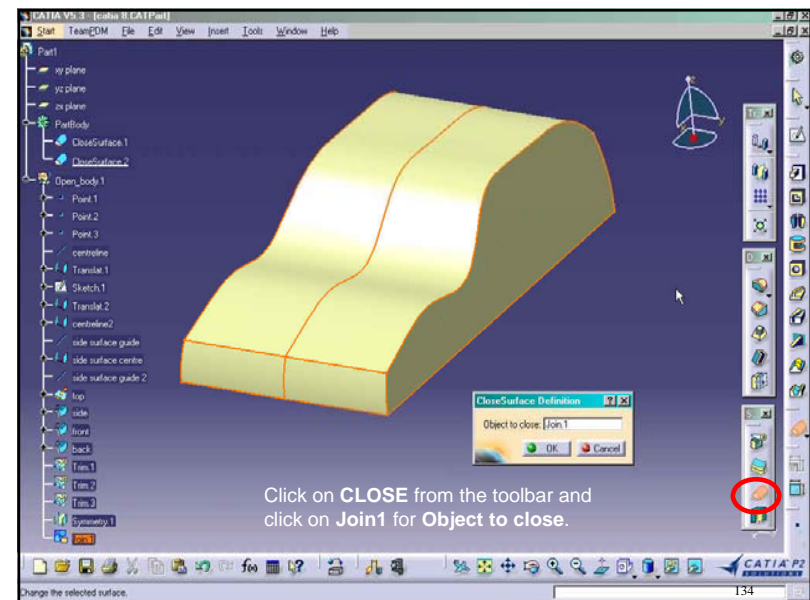 CATIA V5.3 - [catia 8.CATPart]
Start TeamPDM File Edit View Insert Tools Window Help
Part1
xy plane
yz plane
zx plane
PartBody
CloseSurface.1
CloseSurface.2
Open_body.1
Point.1
Point.2
Point.3
centreline
Translat.1
Sketch.1
Translat.2
centreline2
side surface guide
side surface centre
side surface guide 2
top
side
front
back
Trim.1
Trim.2
Trim.3
Symmetry.1
Join.1
CloseSurface Definition
Object to close: Join.1
OK Cancel
Click on CLOSE from the toolbar and
click on Join1 for Object to close.
CATIA P2
SOLUTIONS
Change the selected surface.
134